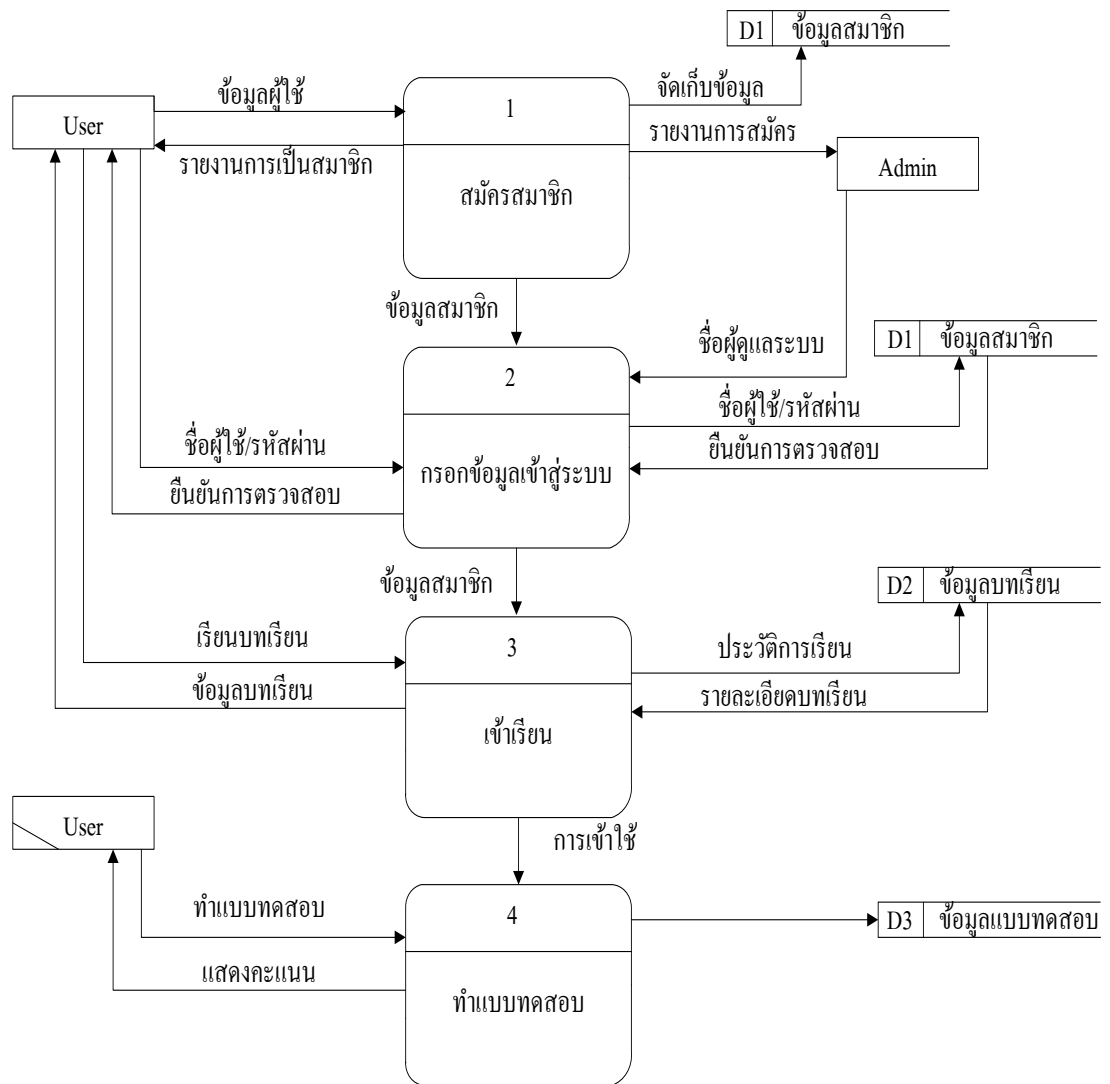 D1 ข้อมูลสมาชิก
ข้อมูลผู้ใช้
1
จัดเก็บข้อมูล
User
รายงานการสมัคร
รายงานการเป็นสมาชิก
Admin
สมัครสมาชิก
ข้อมูลสมาชิก
ชื่อผู้ดูแลระบบ
D1 ข้อมูลสมาชิก
2
ชื่อผู้ใช้/รหัสผ่าน
ชื่อผู้ใช้/รหัสผ่าน
ยืนยันการตรวจสอบ
กรอกข้อมูลเข้าสู่ระบบ
ยืนยันการตรวจสอบ
ข้อมูลสมาชิก
D2 ข้อมูลบทเรียน
เรียนบทเรียน
3
ประวัติการเรียน
ข้อมูลบทเรียน
รายละเอียดบทเรียน
เข้าเรียน
User
การเข้าใช้
ทำแบบทดสอบ
4
D3 ข้อมูลแบบทดสอบ
แสดงคะแนน
ทำแบบทดสอบ